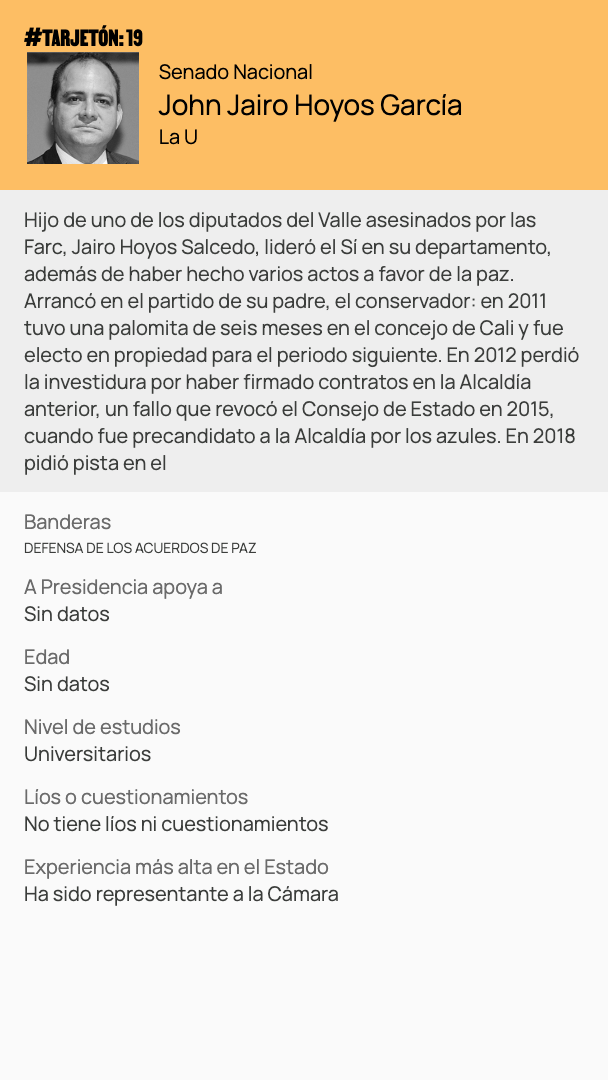 #TARJETÓN: 19
Senado Nacional
John Jairo Hoyos García
La U
Hijo de uno de los diputados del Valle asesinados por las
Farc, Jairo Hoyos Salcedo, lideró el Sí en su departamento,
además de haber hecho varios actos a favor de la paz.
Arrancó en el partido de su padre, el conservador: en 2011
tuvo una palomita de seis meses en el concejo de Cali y fue
electo en propiedad para el periodo siguiente. En 2012 perdió
la investidura por haber firmado contratos en la Alcaldía
anterior, un fallo que revocó el Consejo de Estado en 2015,
cuando fue precandidato a la Alcaldía por los azules. En 2018
pidió pista en el
Banderas
DEFENSA DE LOS ACUERDOS DE PAZ
A Presidencia apoya a
Sin datos
Edad
Sin datos
Nivel de estudios
Universitarios
Líos o cuestionamientos
No tiene líos ni cuestionamientos
Experiencia más alta en el Estado
Ha sido representante a la Cámara